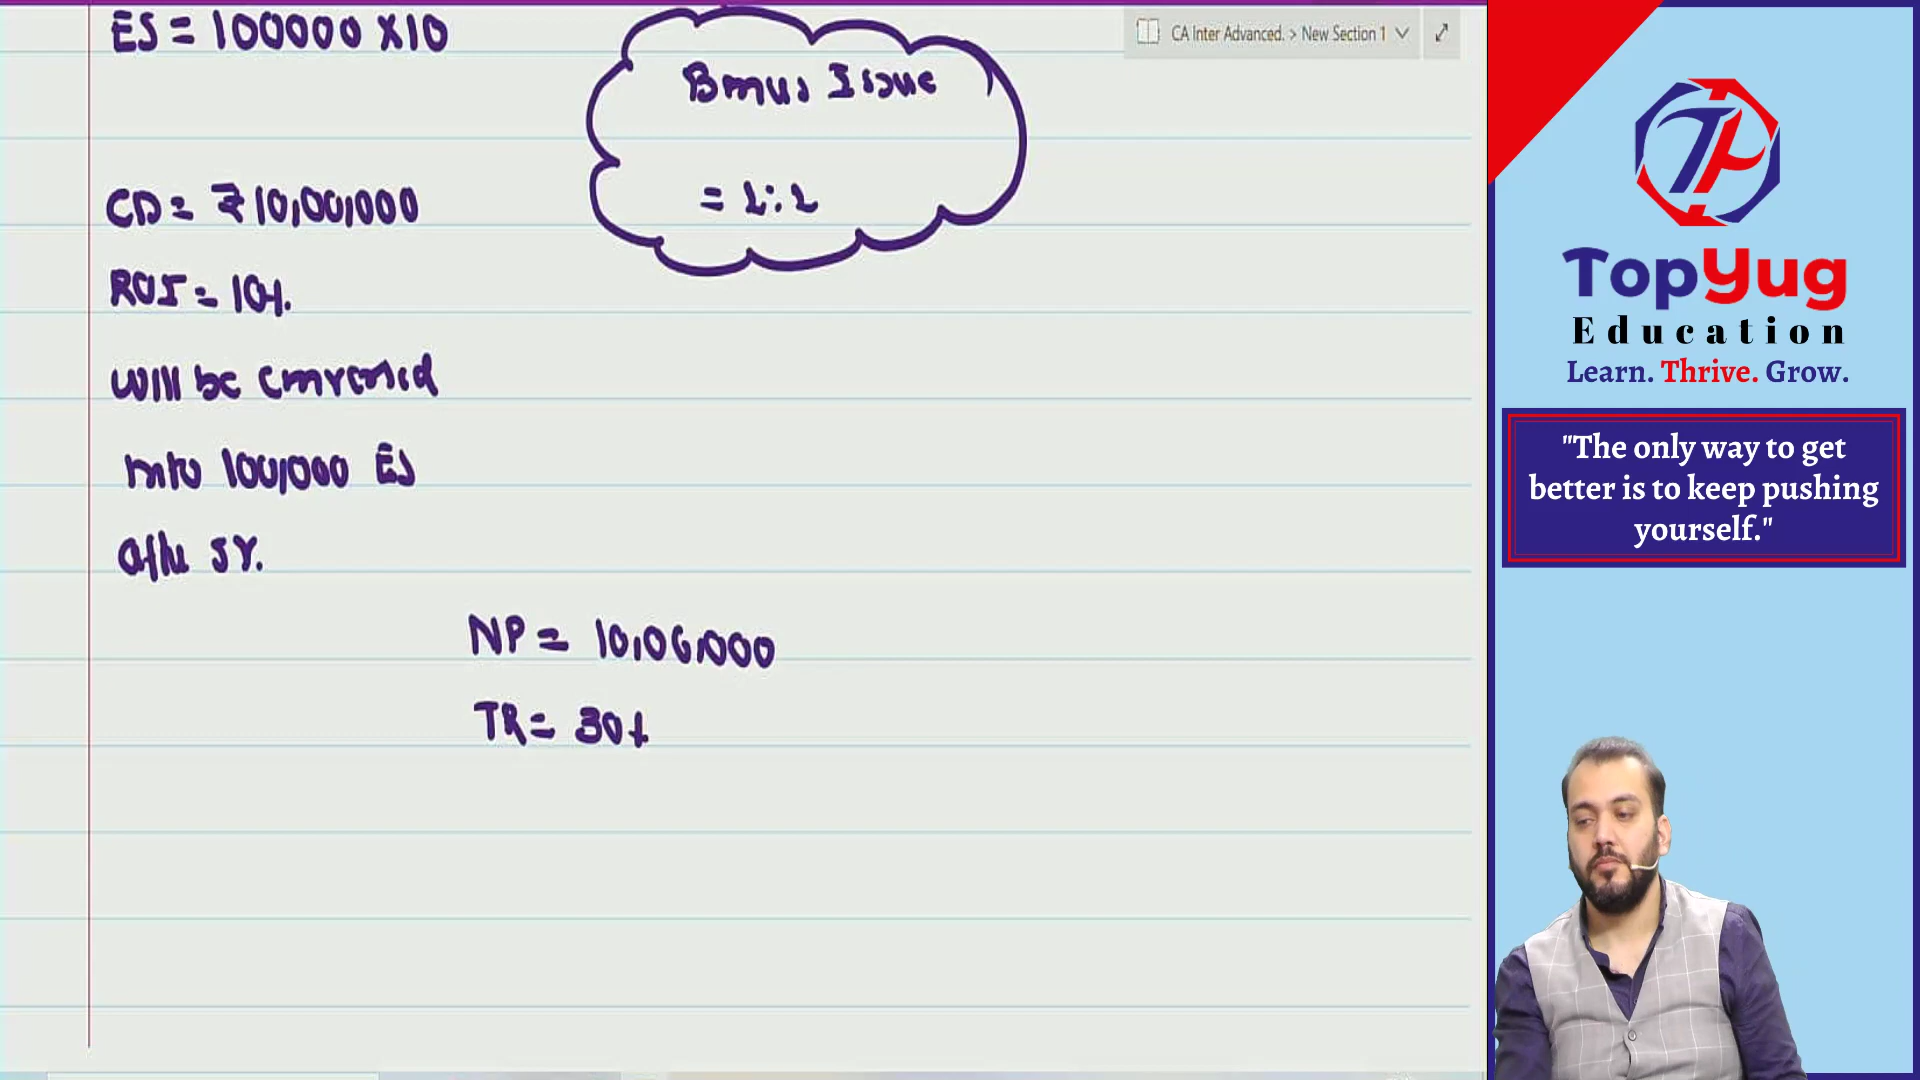 ES = 100000 X10
Bonus Issue
= 1:1
CD = ₹10,00,000
ROI = 10%.
Will be converted
into 100,000 ES
after 5Y.
NP = 10,00,000
TR = 30%
CA Inter Advanced. > New Section 1
TopYug
Education
Learn. Thrive. Grow.
"The only way to get
better is to keep pushing
yourself."